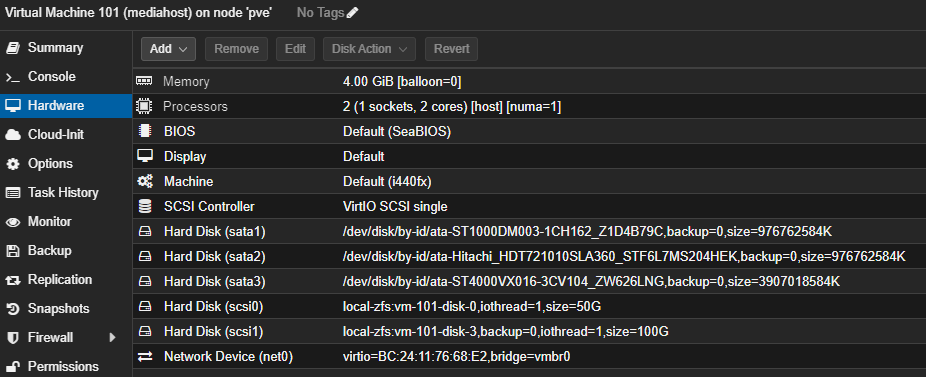 Virtual Machine 101 (mediahost) on node 'pve' No Tags
Summary
Console
Hardware
Cloud-Init
Options
Task History
Monitor
Backup
Replication
Snapshots
Firewall
Permissions
Add Remove Edit Disk Action Revert
Memory 4.00 GiB [balloon=0]
Processors 2 (1 sockets, 2 cores) [host] [numa=1]
BIOS Default (SeaBIOS)
Display Default
Machine Default (i440fx)
SCSI Controller VirtIO SCSI single
Hard Disk (sata1) /dev/disk/by-id/ata-ST1000DM003-1CH162_Z1D4B79C,backup=0,size=976762584K
Hard Disk (sata2) /dev/disk/by-id/ata-Hitachi_HDT721010SLA360_STF6L7MS204HEK,backup=0,size=976762584K
Hard Disk (sata3) /dev/disk/by-id/ata-ST4000VX016-3CV104_ZW626LNG,backup=0,size=3907018584K
Hard Disk (scsi0) local-zfs:vm-101-disk-0,iothread=1,size=50G
Hard Disk (scsi1) local-zfs:vm-101-disk-3,backup=0,iothread=1,size=100G
Network Device (net0) virtio=BC:24:11:76:68:E2,bridge=vmbr0